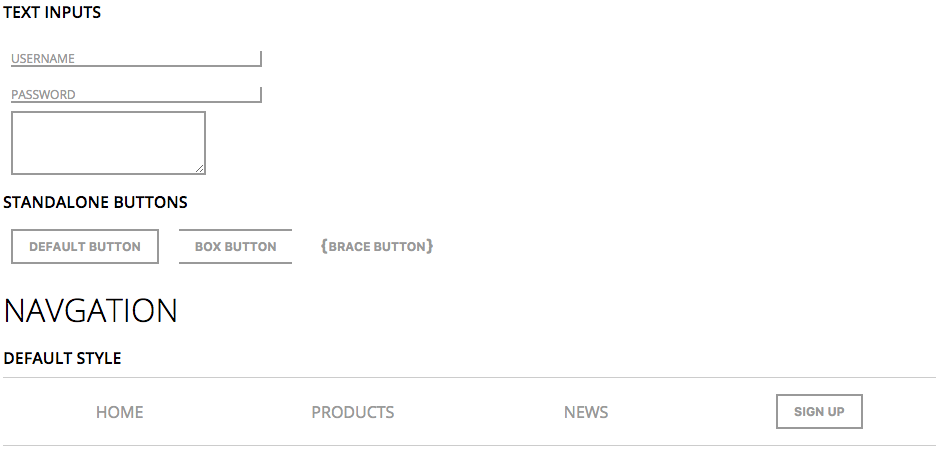 TEXT INPUTS
USERNAME
PASSWORD
STANDALONE BUTTONS
DEFAULT BUTTON BOX BUTTON {BRACE BUTTON}
NAVGATION
DEFAULT STYLE
HOME PRODUCTS NEWS SIGN UP